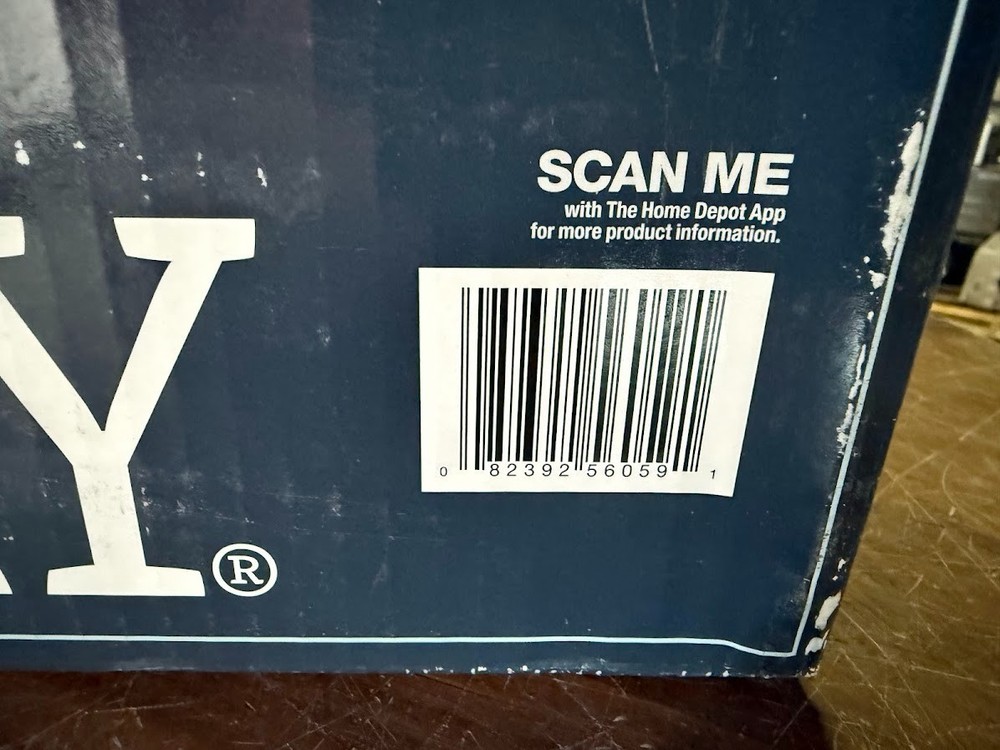 SCAN ME
with The Home Depot App
for more product information.
Y®
0 82392 56059 1